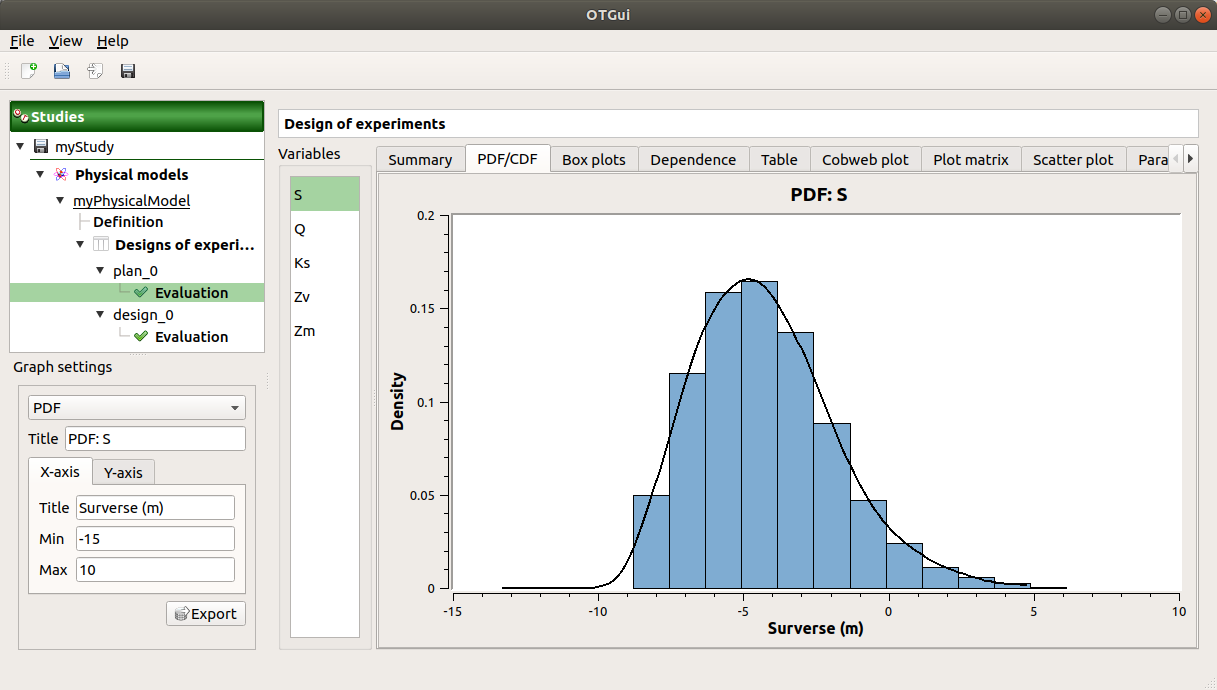 OTGui
File View Help
Studies
myStudy
Physical models
myPhysicalModel
Definition
Designs of experi...
plan_0
Evaluation
design_0
Evaluation
Graph settings
PDF
Title PDF: S
X-axis Y-axis
Title Surverse (m)
Min -15
Max 10
Export
Design of experiments
Variables
S
Q
Ks
Zv
Zm
Summary PDF/CDF Box plots Dependence Table Cobweb plot Plot matrix Scatter plot Para
PDF: S
Density
0.2
0.15
0.1
0.05
0
-15 -10 -5 0 5 10
Surverse (m)